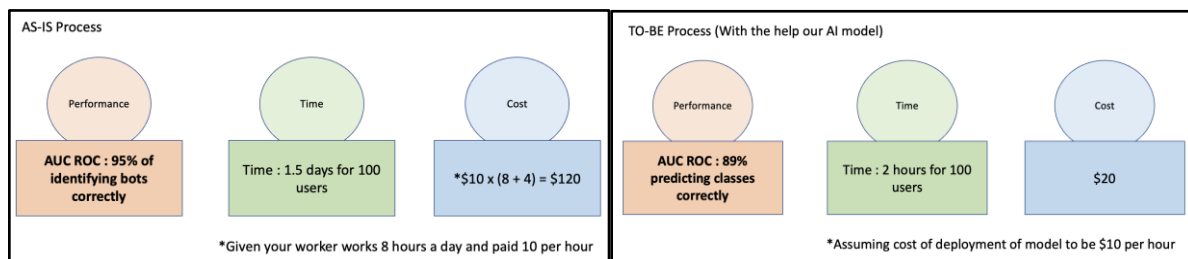 AS-IS Process
Performance
Time
Cost
AUC ROC : 95% of
identifying bots
correctly
Time : 1.5 days for 100
users
*$10 x (8 + 4) = $120
*Given your worker works 8 hours a day and paid 10 per hour
TO-BE Process (With the help our AI model)
Performance
Time
Cost
AUC ROC : 89%
predicting classes
correctly
Time : 2 hours for 100
users
$20
*Assuming cost of deployment of model to be $10 per hour